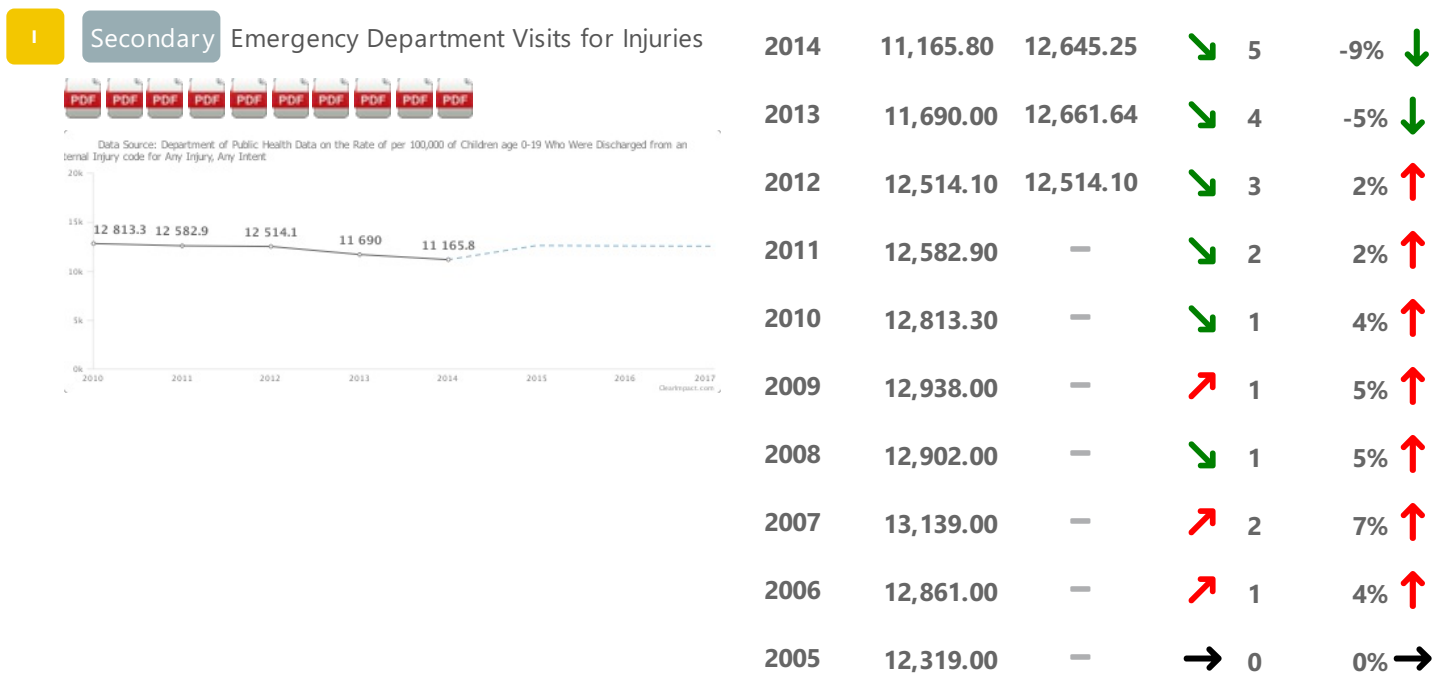 I Secondary Emergency Department Visits for Injuries
PDF PDF PDF PDF PDF PDF PDF PDF PDF PDF
Data Source: Department of Public Health Data on the Rate of per 100,000 of Children age 0-19 Who Were Discharged from an
ternal Injury code for Any Injury, Any Intent
20k
15k
10k
5k
0k
12 813.3 12 582.9 12 514.1 11 690 11 165.8
2010 2011 2012 2013 2014 2015 2016 2017
ClearImpact.com
2014 11,165.80 12,645.25 ↘ 5 -9% ↓
2013 11,690.00 12,661.64 ↘ 4 -5% ↓
2012 12,514.10 12,514.10 ↘ 3 2% ↑
2011 12,582.90 — ↘ 2 2% ↑
2010 12,813.30 — ↘ 1 4% ↑
2009 12,938.00 — ↗ 1 5% ↑
2008 12,902.00 — ↘ 1 5% ↑
2007 13,139.00 — ↗ 2 7% ↑
2006 12,861.00 — ↗ 1 4% ↑
2005 12,319.00 — → 0 0% →